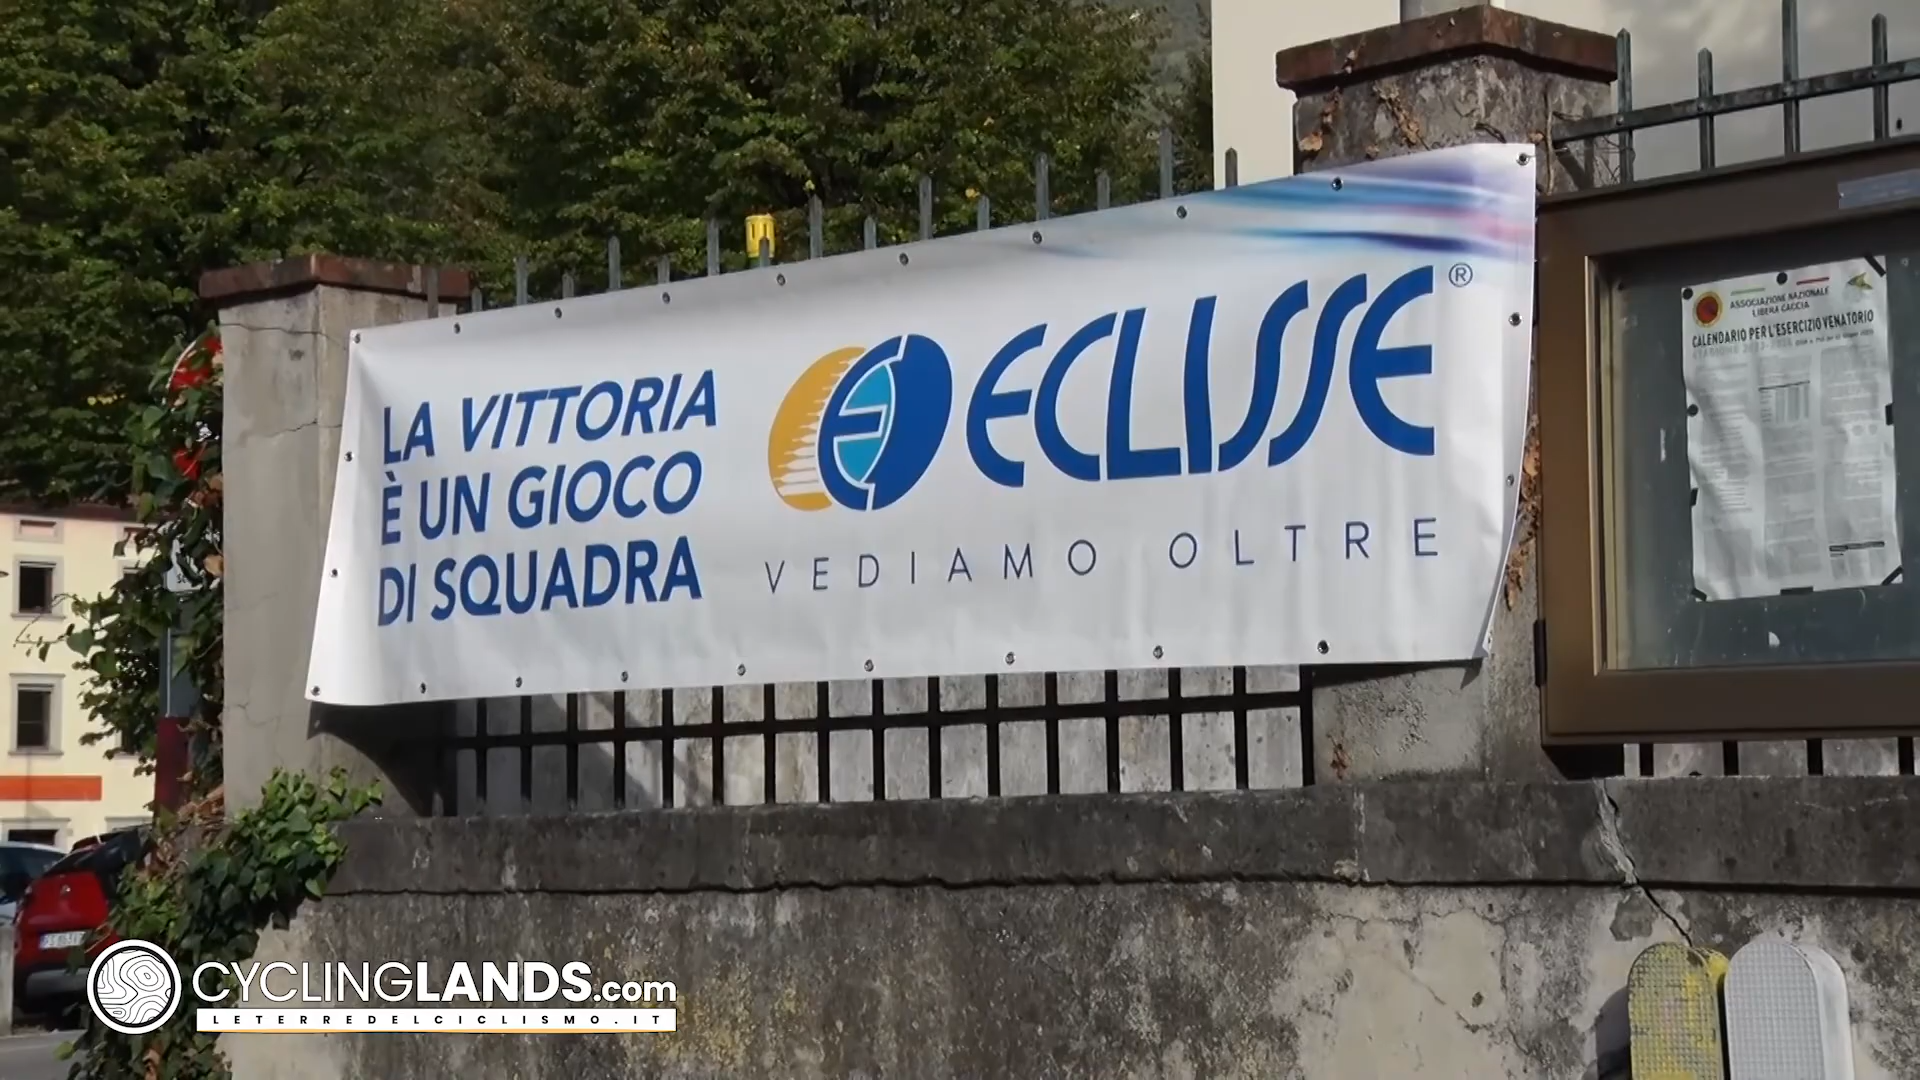 LA VITTORIA
È UN GIOCO
DI SQUADRA
ECLISSE®
VEDIAMO OLTRE
ASSOCIAZIONE NAZIONALE
LIBERA CACCIA
CALENDARIO PER L'ESERCIZIO VENATORIO
CYCLINGLANDS.com
LETERREDELCICLISMO.IT